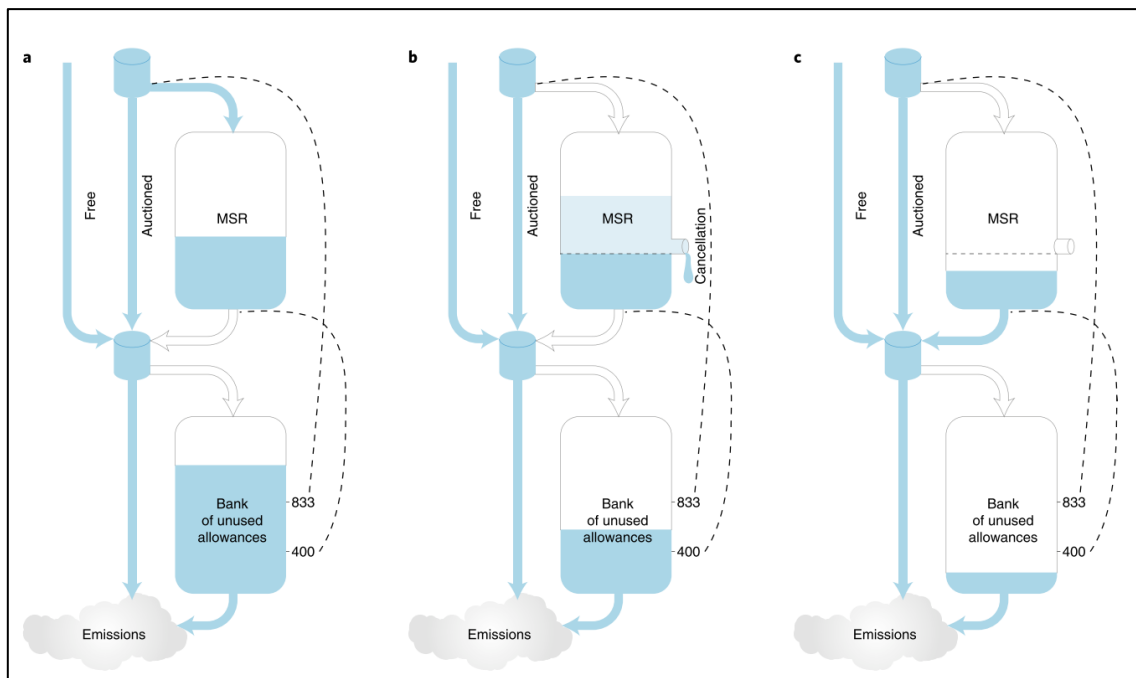 a
Free
Auctioned
MSR
833
Bank
of unused
allowances
400
Emissions
b
Free
Auctioned
MSR
Cancellation
833
Bank
of unused
allowances
400
Emissions
c
Free
Auctioned
MSR
833
Bank
of unused
allowances
400
Emissions